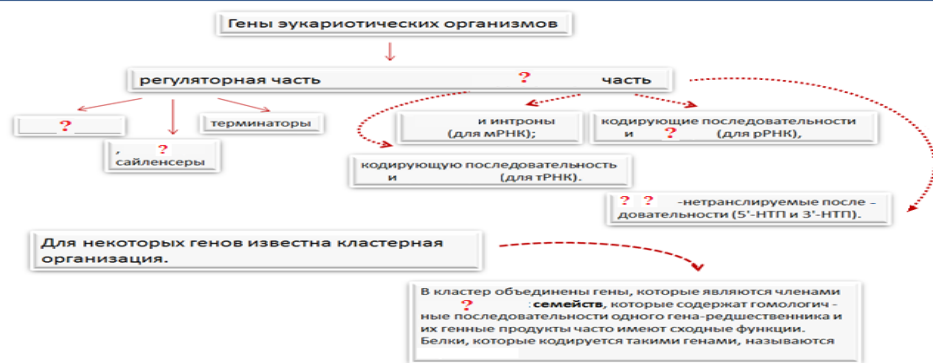 Гены эукариотических организмов
регуляторная часть ? часть
?
терминаторы
, ?
сайленсеры
и интроны
(для мРНК);
кодирующие последовательности
и ? (для рРНК),
кодирующую последовательность
и (для тРНК).
? ? -нетранслируемые после -
довательности (5'-НТП и 3'-НТП).
Для некоторых генов известна кластерная
организация.
В кластер объединены гены, которые являются членами
? : семейств, которые содержат гомологич -
ные последовательности одного гена-редшественника и
их генные продукты часто имеют сходные функции.
Белки, которые кодируется такими генами, называются